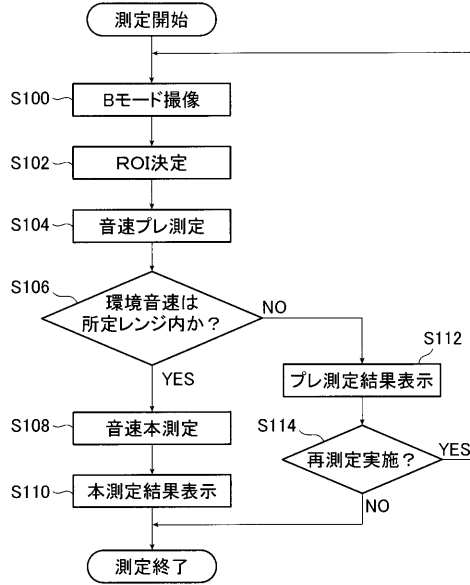 測定開始
S100
Bモード撮像
S102
ROI決定
S104
音速プレ測定
S106
環境音速は
所定レンジ内か?
NO
YES
S112
プレ測定結果表示
S108
音速本測定
S114
再測定実施?
YES
NO
S110
本測定結果表示
測定終了